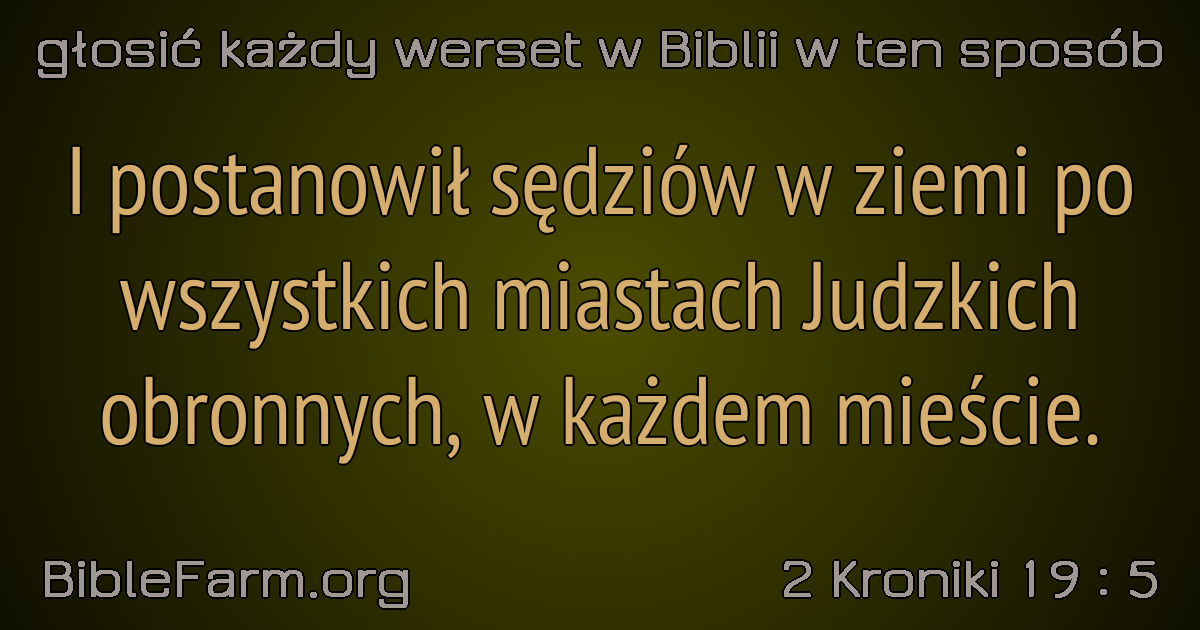 głosić każdy werset w Biblii w ten sposób
I postanowił sędziów w ziemi po
wszystkich miastach Judzkich
obronnych, w każdem mieście.
BibleFarm.org
2 Kroniki 19 : 5